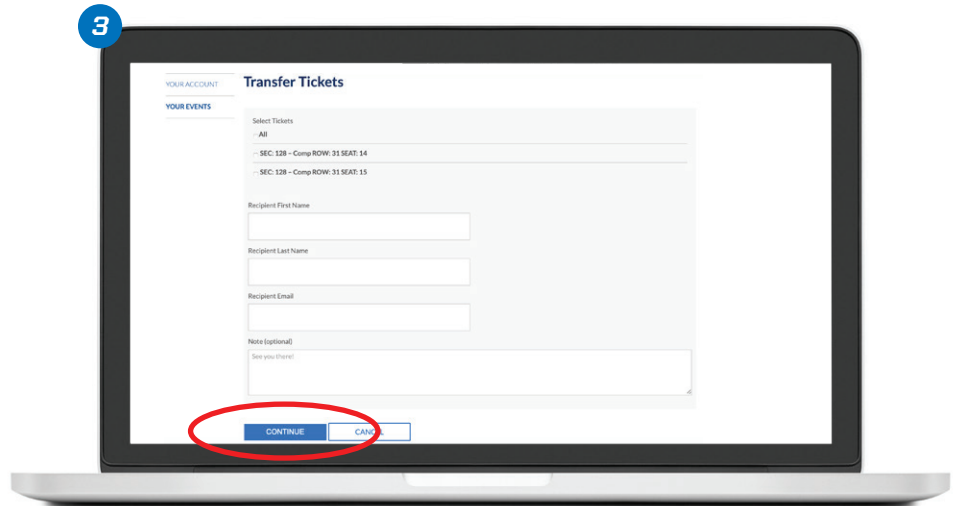 3
YOUR ACCOUNT
Transfer Tickets
YOUR EVENTS
Select Tickets
All
SEC: 128 – Comp ROW: 31 SEAT: 14
SEC: 128 – Comp ROW: 31 SEAT: 15
Recipient First Name
Recipient Last Name
Recipient Email
Note (optional)
See you there!
CONTINUE
CANCEL